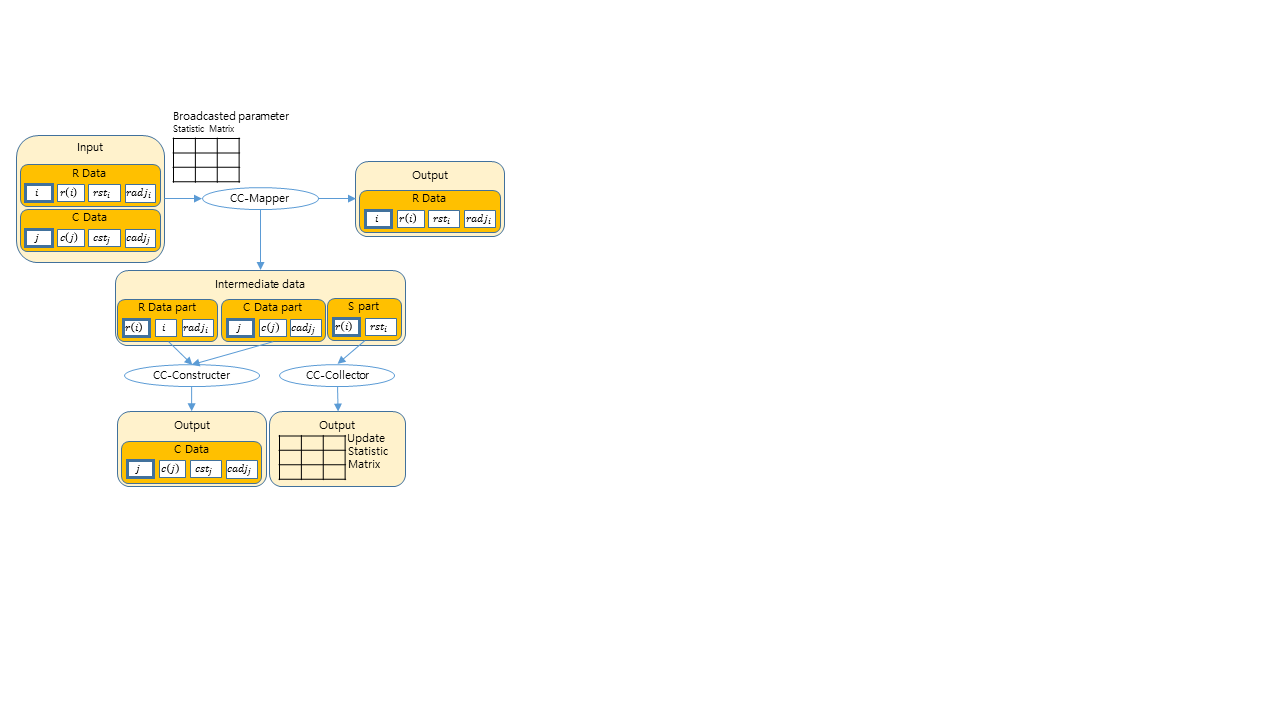 Broadcasted parameter
Statistic Matrix
Input
R Data
i r(i) rst_i radj_i
C Data
j c(j) cst_j cadj_j
CC-Mapper
Output
R Data
i r(i) rst_i radj_i
Intermediate data
R Data part
r(i) i radj_i
C Data part
j c(j) cadj_j
S part
r(i) rst_i
CC-Constructer
CC-Collector
Output
C Data
j c(j) cst_j cadj_j
Output
Update
Statistic
Matrix